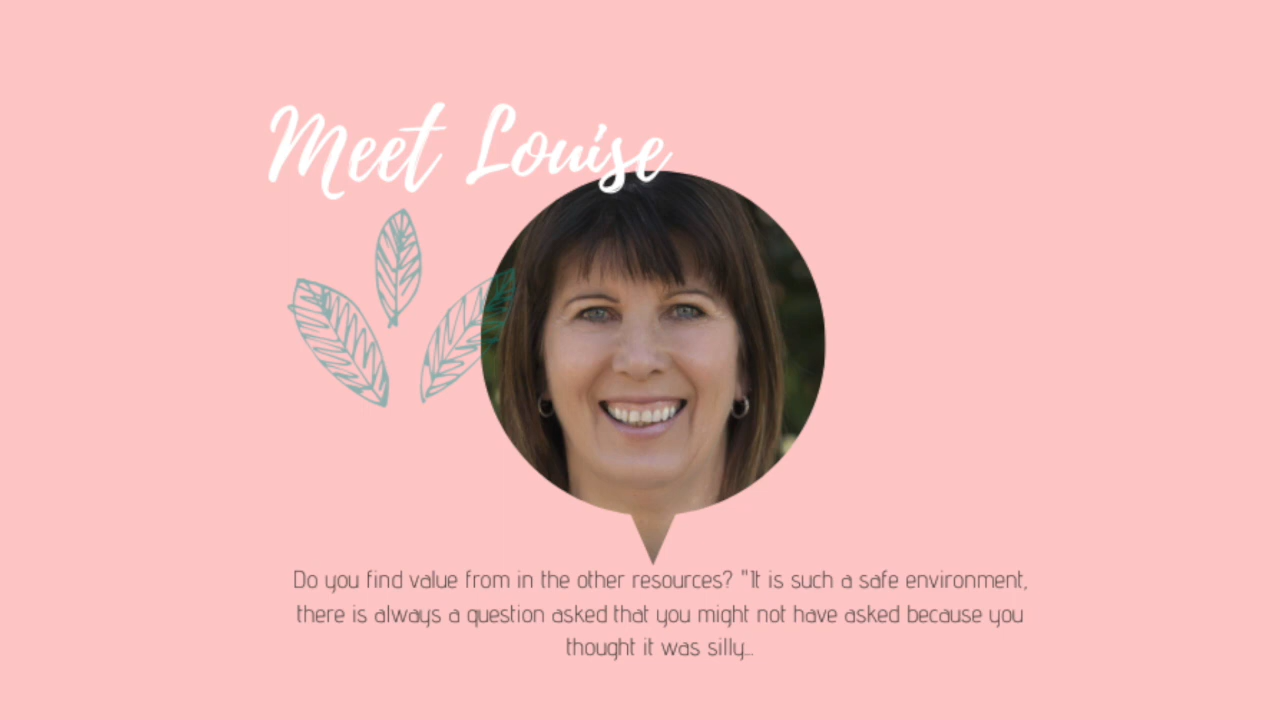 Meet Louise
Do you find value from in the other resources? "It is such a safe environment,
there is always a question asked that you might not have asked because you
thought it was silly...